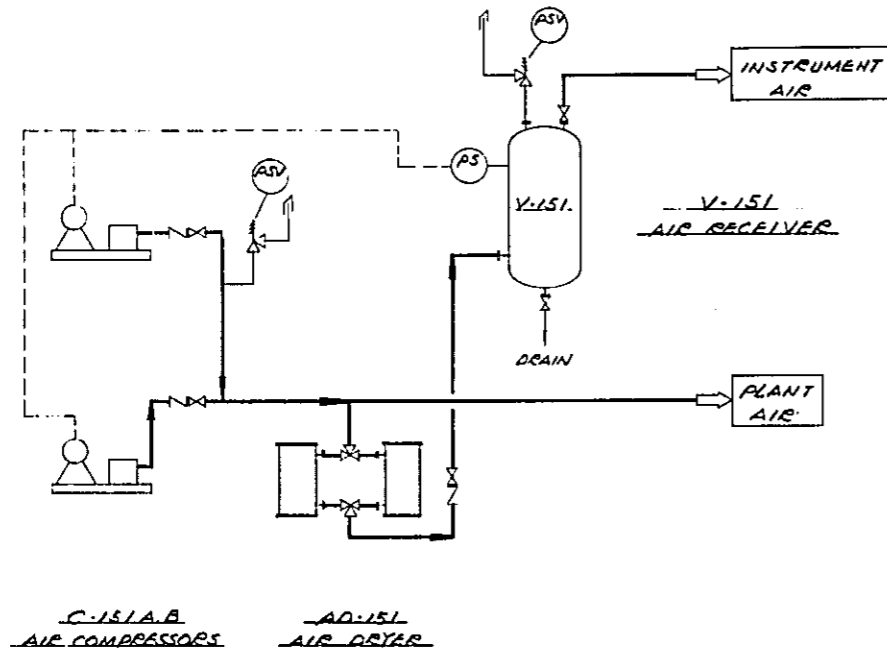 PSV
INSTRUMENT
AIR
PSV
PS
V-151
V-151
AIR RECEIVER
DRAIN
PLANT
AIR
C-151 A.B
AIR COMPRESSORS
AD-151
AIR DRYER